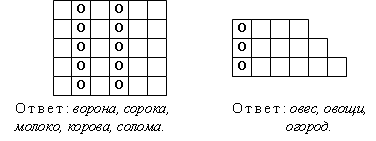 о о
о о
о о
о о
о о
Ответ: ворона, сорока,
молоко, корова, солома.
о
о
о
Ответ: овес, овощи,
огород.